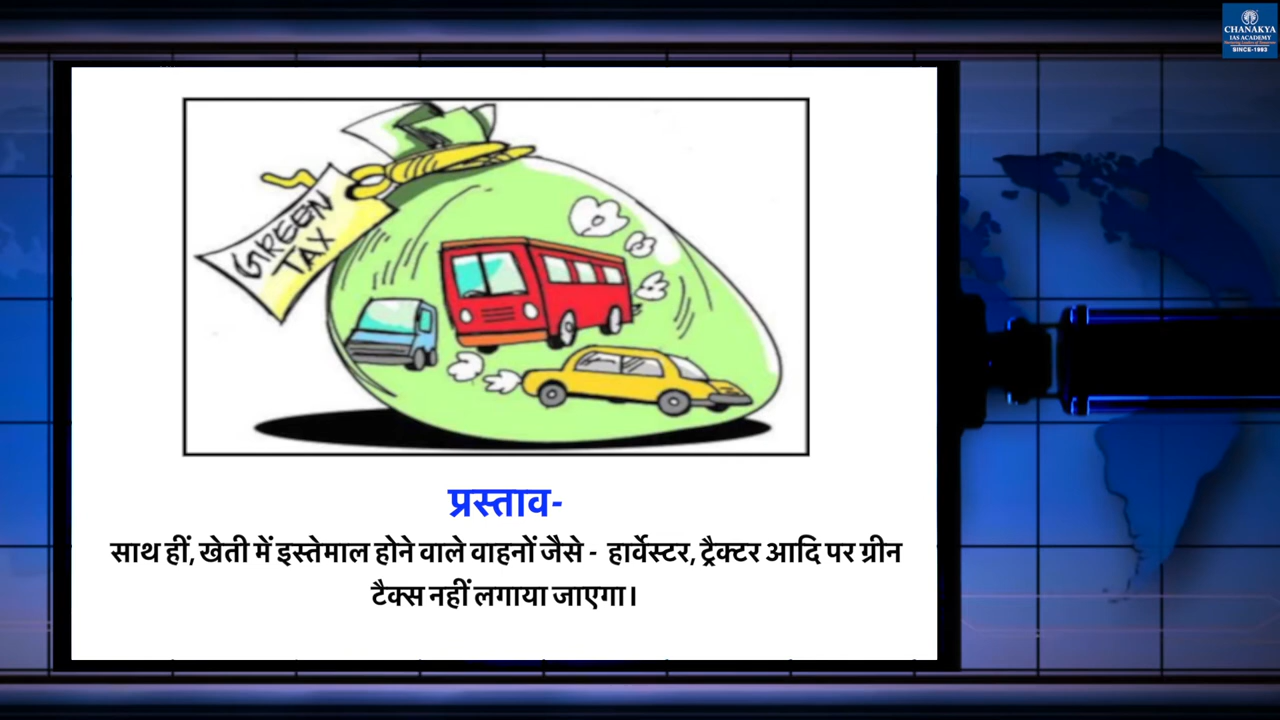 CHANAKYA
IAS ACADEMY
SINCE-1993
GREEN
TAX
प्रस्ताव-
साथ हीं, खेती में इस्तेमाल होने वाले वाहनों जैसे - हार्वेस्टर, ट्रैक्टर आदि पर ग्रीन
टैक्स नहीं लगाया जाएगा।